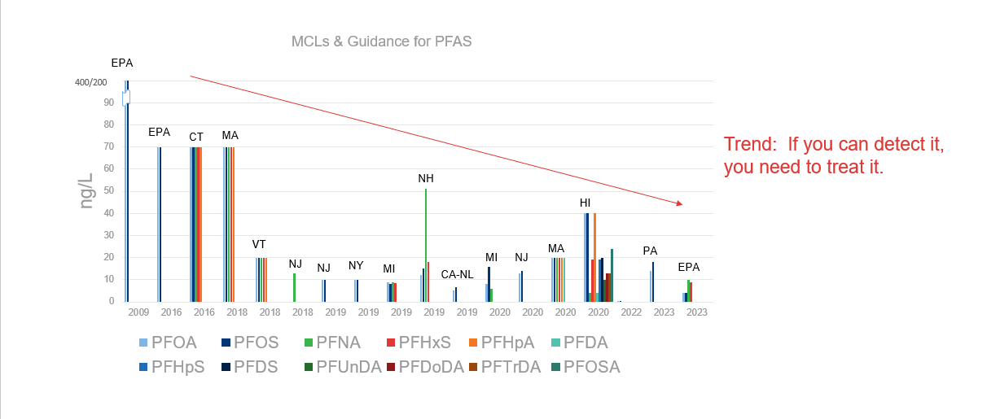 MCLs & Guidance for PFAS
EPA
400/200
90
80
70
60
50
40
30
20
10
0
ng/L
EPA
CT
MA
VT
NJ
NJ
NY
MI
NH
CA-NL
MI
NJ
MA
HI
PA
EPA
Trend: If you can detect it,
you need to treat it.
2009 2016 2016 2018 2018 2018 2019 2019 2019 2019 2019 2020 2020 2020 2020 2022 2023 2023
PFOA PFOS PFNA PFHxS PFHpA PFDA
PFHpS PFDS PFUnDA PFDoDA PFTrDA PFOSA